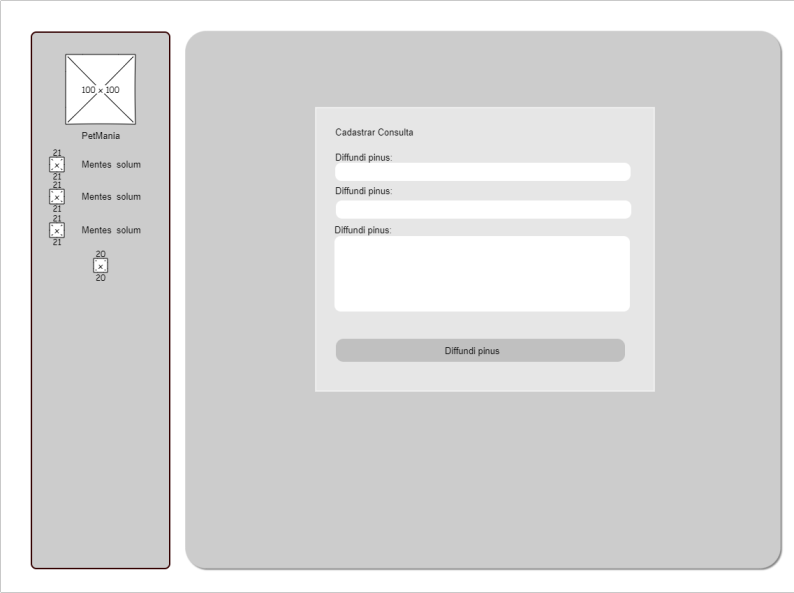 100 x 100
PetMania
21
x
21
Mentes solum
21
x
21
Mentes solum
21
x
21
Mentes solum
20
x
20
Cadastrar Consulta
Diffundi pinus:
Diffundi pinus:
Diffundi pinus:
Diffundi pinus